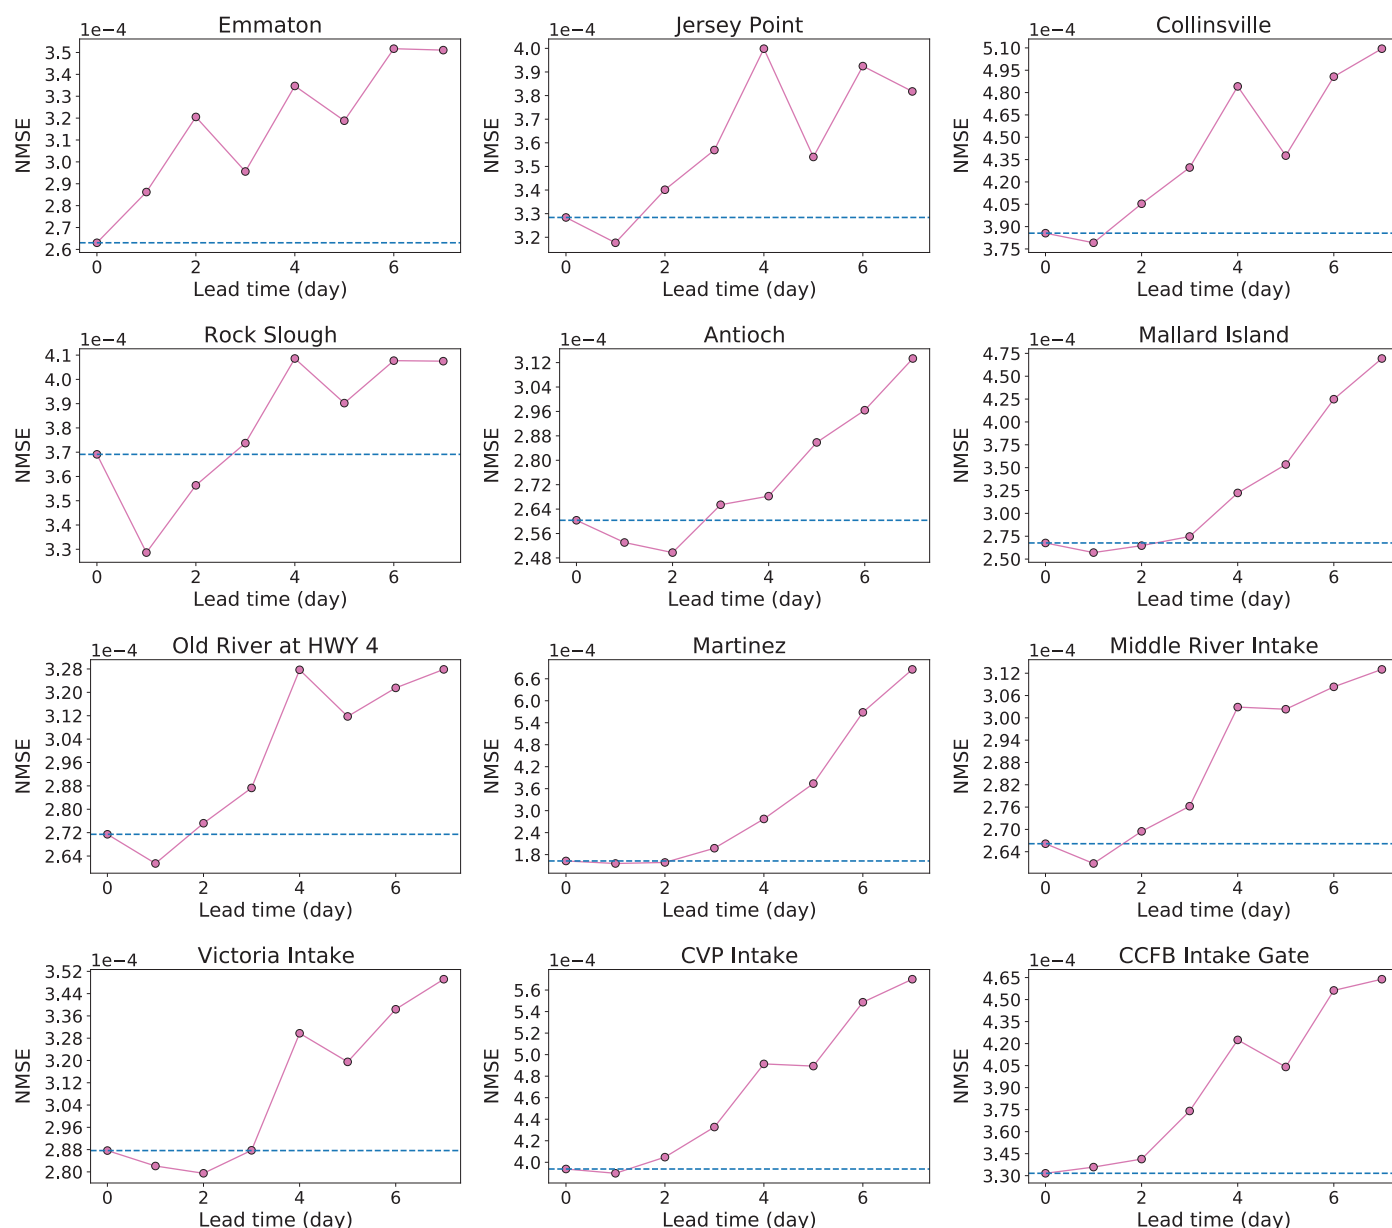 Emmaton
1e−4
NMSE
3.5
3.4
3.3
3.2
3.1
3.0
2.9
2.8
2.7
2.6
0 2 4 6
Lead time (day)
Jersey Point
1e−4
NMSE
4.0
3.9
3.8
3.7
3.6
3.5
3.4
3.3
3.2
0 2 4 6
Lead time (day)
Collinsville
1e−4
NMSE
5.10
4.95
4.80
4.65
4.50
4.35
4.20
4.05
3.90
3.75
0 2 4 6
Lead time (day)
Rock Slough
1e−4
NMSE
4.1
4.0
3.9
3.8
3.7
3.6
3.5
3.4
3.3
0 2 4 6
Lead time (day)
Antioch
1e−4
NMSE
3.12
3.04
2.96
2.88
2.80
2.72
2.64
2.56
2.48
0 2 4 6
Lead time (day)
Mallard Island
1e−4
NMSE
4.75
4.50
4.25
4.00
3.75
3.50
3.25
3.00
2.75
2.50
0 2 4 6
Lead time (day)
Old River at HWY 4
1e−4
NMSE
3.28
3.20
3.12
3.04
2.96
2.88
2.80
2.72
2.64
0 2 4 6
Lead time (day)
Martinez
1e−4
NMSE
6.6
5.4
4.8
3.6
3.0
1.8
0 2 4 6
Lead time (day)
Middle River Intake
1e−4
NMSE
3.12
3.06
3.00
2.94
2.88
2.82
2.76
2.70
2.64
0 2 4 6
Lead time (day)
Victoria Intake
1e−4
NMSE
3.52
3.44
3.36
3.28
3.20
3.12
3.04
2.96
2.88
2.80
0 2 4 6
Lead time (day)
CVP Intake
1e−4
NMSE
5.6
5.4
5.2
5.0
4.8
4.6
4.4
4.2
4.0
0 2 4 6
Lead time (day)
CCFB Intake Gate
1e−4
NMSE
4.65
4.50
4.35
4.20
4.05
3.90
3.75
3.60
3.45
3.30
0 2 4 6
Lead time (day)